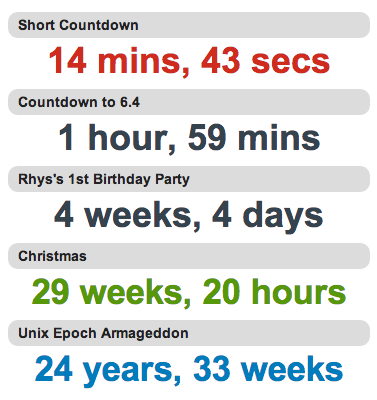 Short Countdown
14 mins, 43 secs
Countdown to 6.4
1 hour, 59 mins
Rhys's 1st Birthday Party
4 weeks, 4 days
Christmas
29 weeks, 20 hours
Unix Epoch Armageddon
24 years, 33 weeks